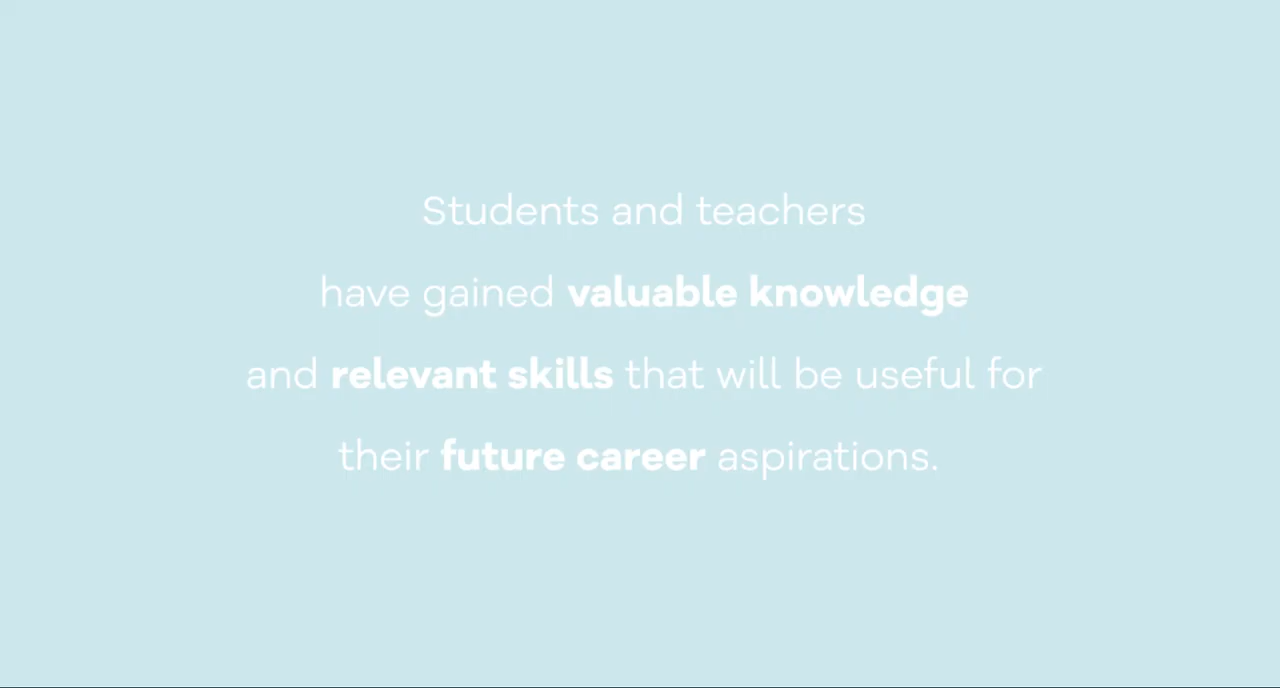 Students and teachers
have gained valuable knowledge
and relevant skills that will be useful for
their future career aspirations.